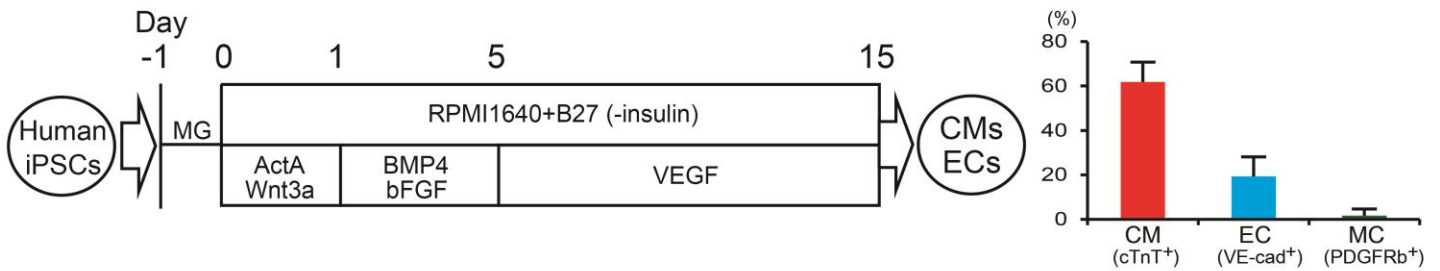 Day
-1 0 1 5 15
Human
iPSCs
MG
RPMI1640+B27 (-insulin)
ActA
Wnt3a
BMP4
bFGF
VEGF
CMs
ECs
(%)
80
60
40
20
0
CM
(cTnT+)
EC
(VE-cad+)
MC
(PDGFRb+)